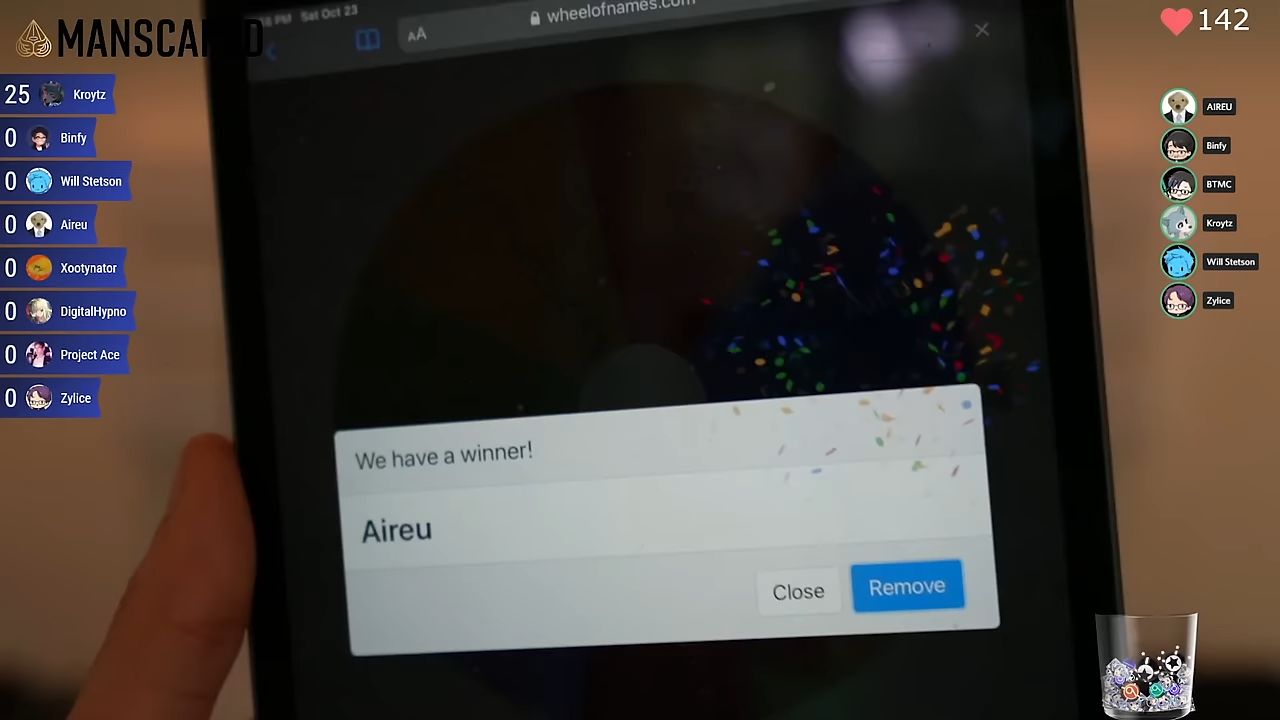 MANSCAPED
PM Sat Oct 23
AA
wheelofnames.com
142
25 Kroytz
0 Binfy
0 Will Stetson
0 Aireu
0 Xootynator
0 DigitalHypno
0 Project Ace
0 Zylice
AIREU
Binfy
BTMC
Kroytz
Will Stetson
Zylice
We have a winner!
Aireu
Close
Remove